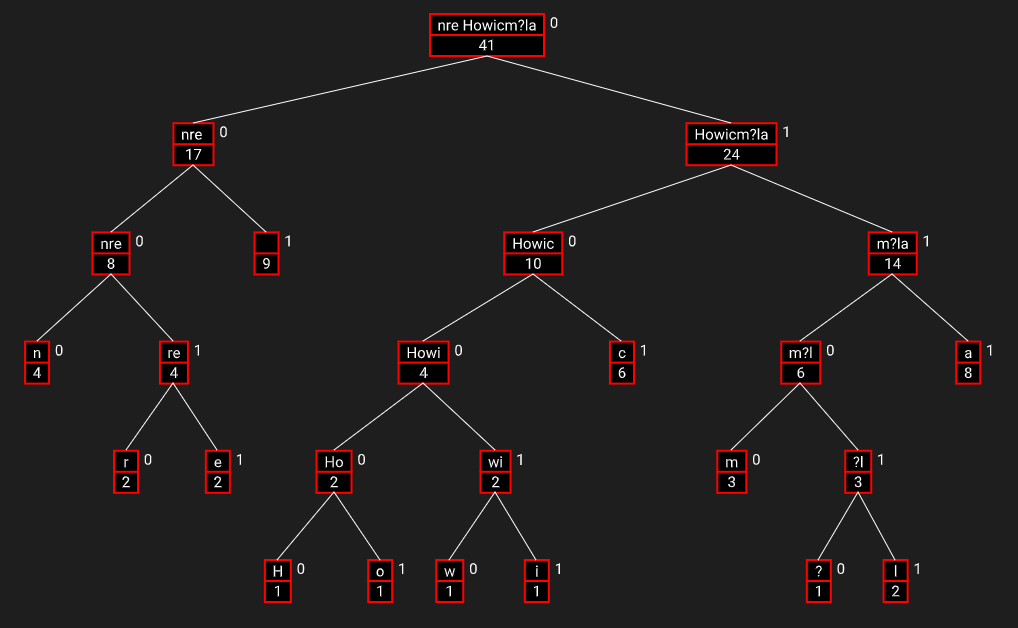 nre Howicm?la 0
41
nre 0
17
Howicm?la 1
24
nre 0
8
1
9
Howic 0
10
m?la 1
14
n 0
4
re 1
4
Howi 0
4
c 1
6
m?l 0
6
a 1
8
r 0
2
e 1
2
Ho 0
2
wi 1
2
m 0
3
?l 1
3
H 0
1
o 1
1
w 0
1
i 1
1
? 0
1
l 1
2